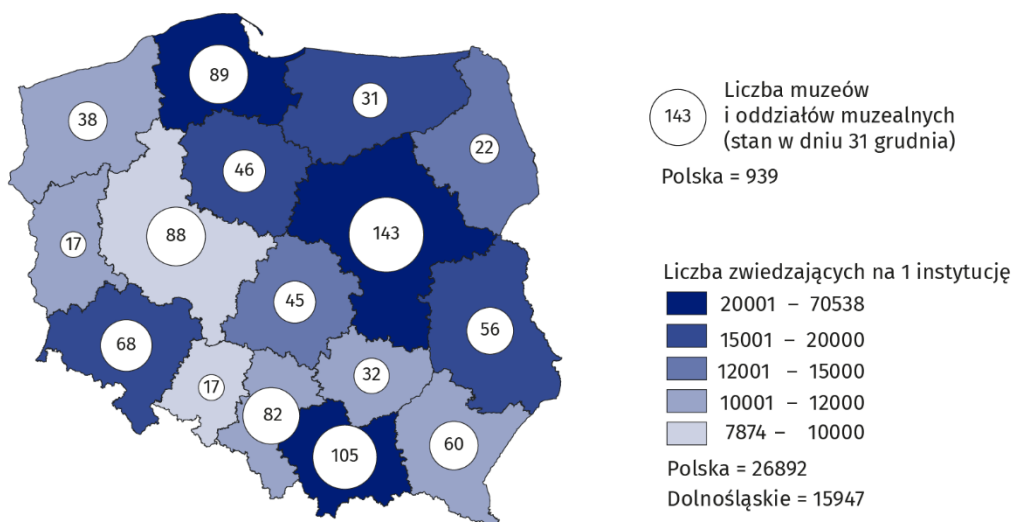 89
31
38
22
46
143
17
88
45
56
68
17
32
82
105
60
143
Liczba muzeów
i oddziałów muzealnych
(stan w dniu 31 grudnia)
Polska = 939
Liczba zwiedzających na 1 instytucję
20001 – 70538
15001 – 20000
12001 – 15000
10001 – 12000
7874 – 10000
Polska = 26892
Dolnośląskie = 15947